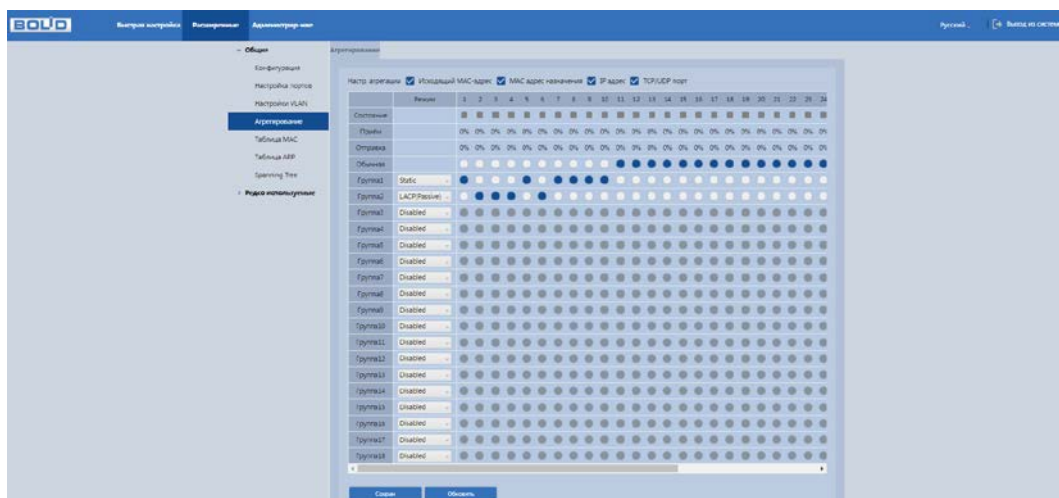 BOLID Быстрая настройка Расширенные Администрир-ние Русский Выход из систем
− Общие
Агрегирование
Конфигурация
Настройка портов
Настройки VLAN
Агрегирование
Таблица MAC
Таблица ARP
Spanning Tree
Редко используемые
Настр. агрегации Исходящий MAC-адрес MAC адрес назначения IP адрес TCP/UDP порт
Режим 1 2 3 4 5 6 7 8 9 10 11 12 13 14 15 16 17 18 19 20 21 22 23 24
Состояние
Приём 0% 0% 0% 0% 0% 0% 0% 0% 0% 0% 0% 0% 0% 0% 0% 0% 0% 0% 0% 0% 0% 0% 0% 0%
Отправка 0% 0% 0% 0% 0% 0% 0% 0% 0% 0% 0% 0% 0% 0% 0% 0% 0% 0% 0% 0% 0% 0% 0% 0%
Обычная
Группа1 Static
Группа2 LACP(Passive)
Группа3 Disabled
Группа4 Disabled
Группа5 Disabled
Группа6 Disabled
Группа7 Disabled
Группа8 Disabled
Группа9 Disabled
Группа10 Disabled
Группа11 Disabled
Группа12 Disabled
Группа13 Disabled
Группа14 Disabled
Группа15 Disabled
Группа16 Disabled
Группа17 Disabled
Группа18 Disabled
Сохран Обновить